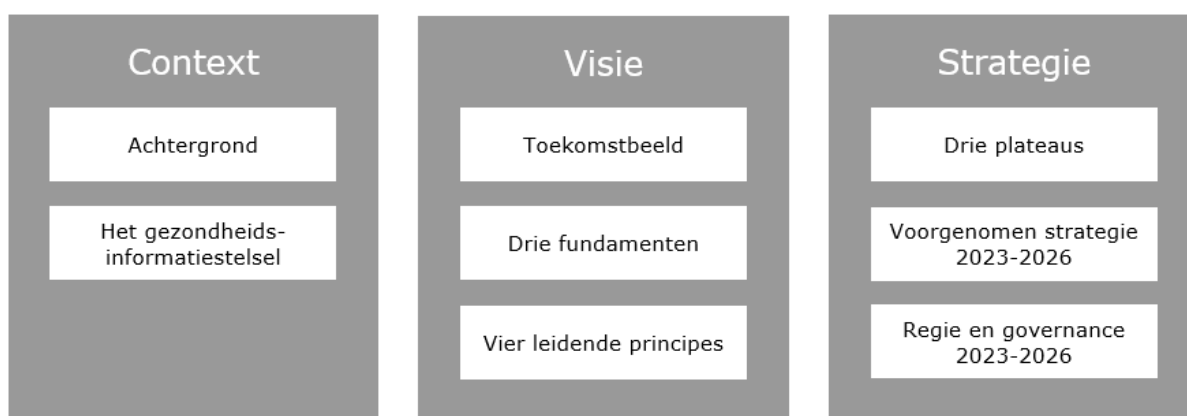 Context
Achtergrond
Het gezondheids-
informatiestelsel
Visie
Toekomstbeeld
Drie fundamenten
Vier leidende principes
Strategie
Drie plateaus
Voorgenomen strategie
2023-2026
Regie en governance
2023-2026